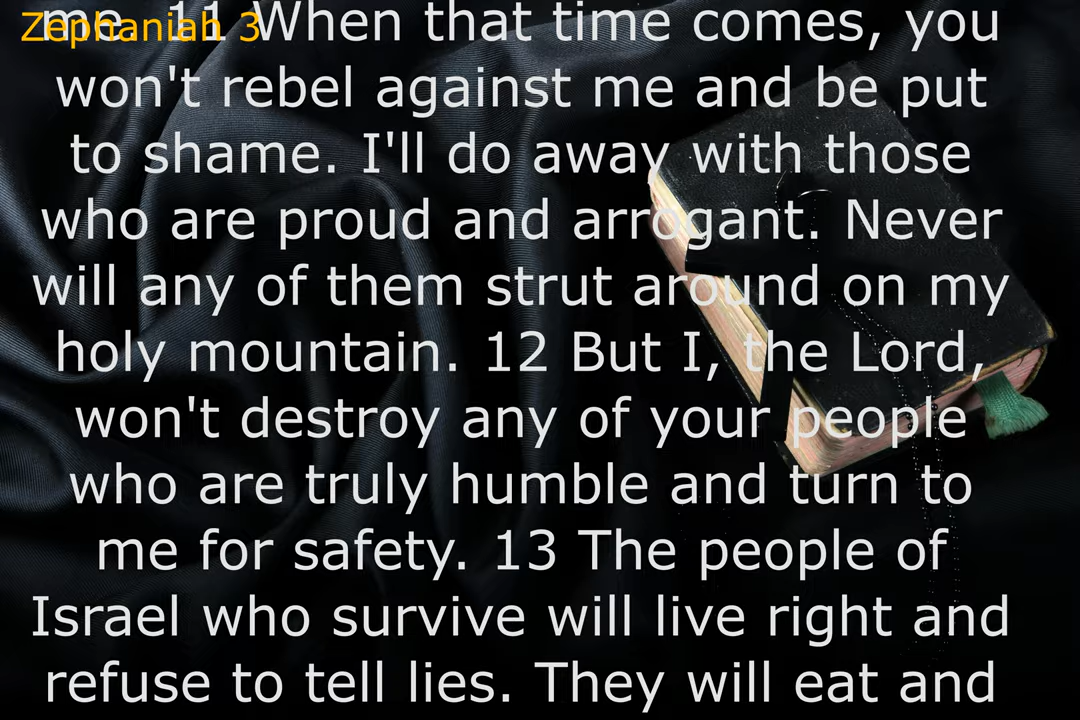 Zephaniah 3
me 11 When that time comes, you
won't rebel against me and be put
to shame. I'll do away with those
who are proud and arrogant. Never
will any of them strut around on my
holy mountain. 12 But I, the Lord,
won't destroy any of your people
who are truly humble and turn to
me for safety. 13 The people of
Israel who survive will live right and
refuse to tell lies. They will eat and